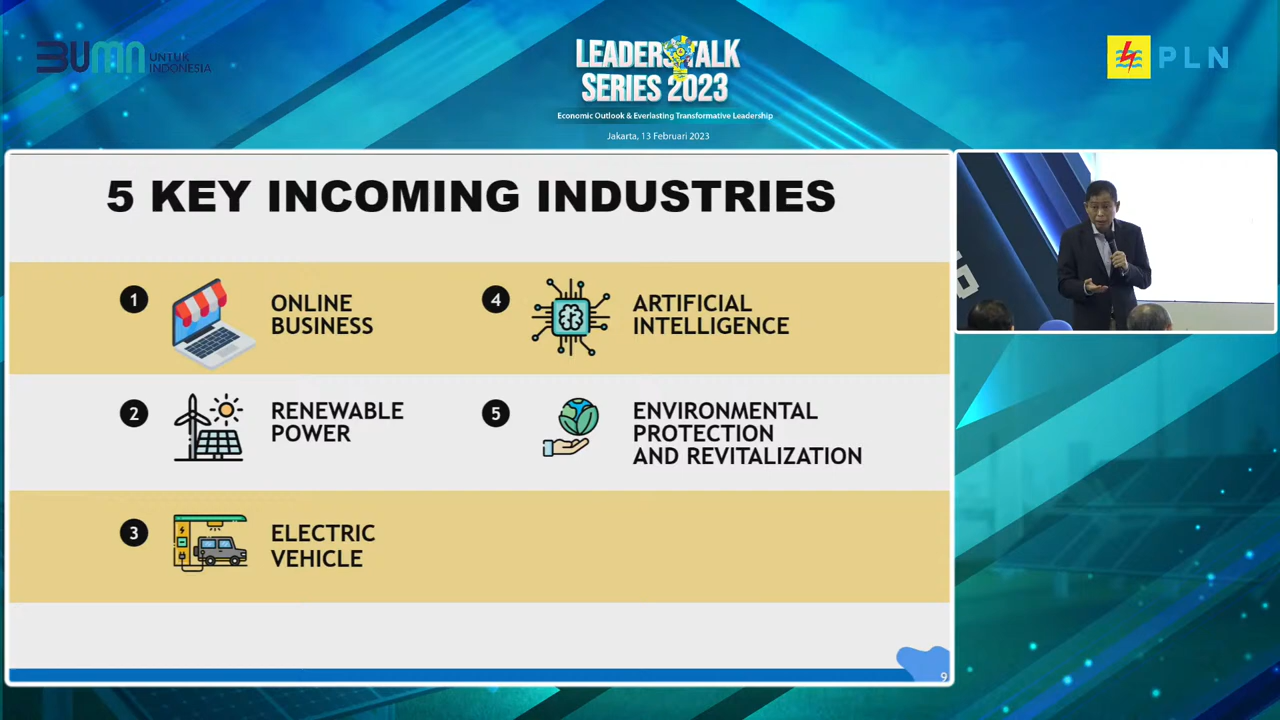 BUMN UNTUK
INDONESIA
LEADERS TALK
SERIES 2023
Economic Outlook & Everlasting Transformative Leadership
Jakarta, 13 Februari 2023
PLN
5 KEY INCOMING INDUSTRIES
1 ONLINE
BUSINESS
2 RENEWABLE
POWER
3 ELECTRIC
VEHICLE
4 ARTIFICIAL
INTELLIGENCE
5 ENVIRONMENTAL
PROTECTION
AND REVITALIZATION
9